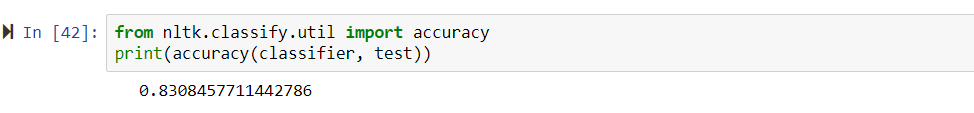 In [42]: from nltk.classify.util import accuracy
print(accuracy(classifier, test))
0.8308457711442786